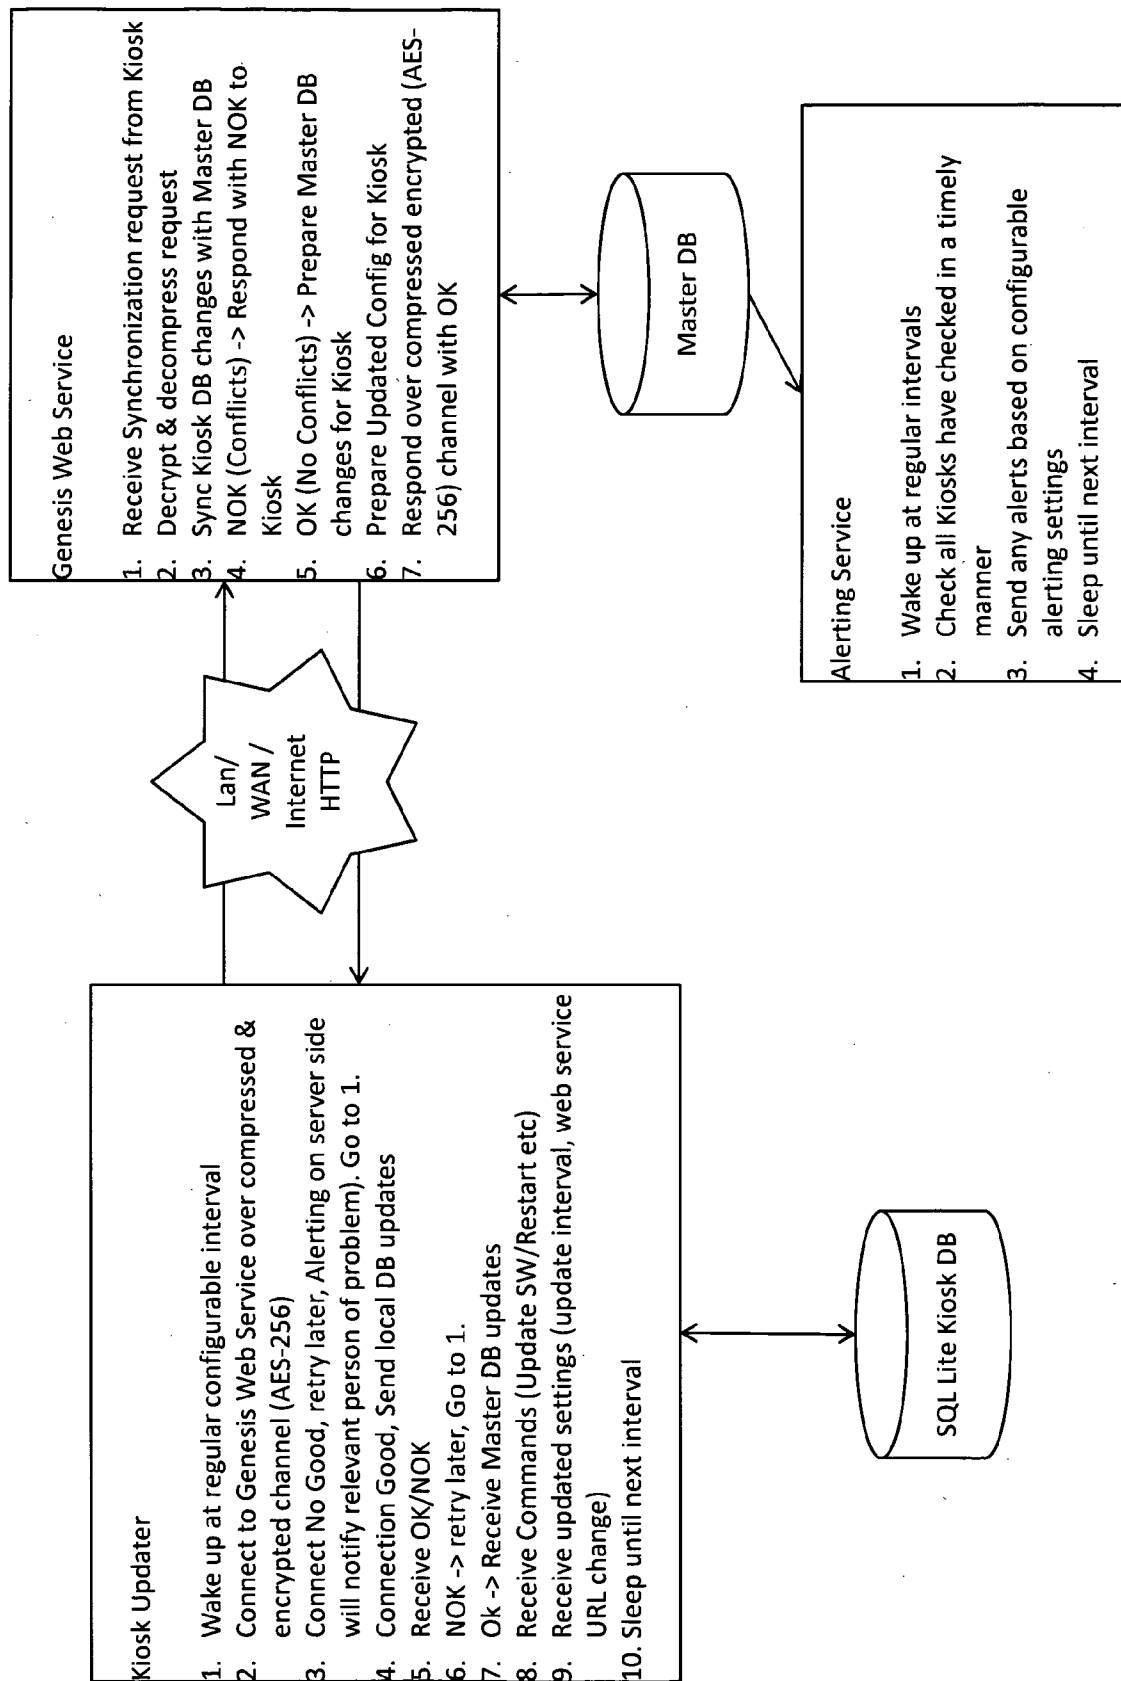 Kiosk Updater
1. Wake up at regular configurable interval
2. Connect to Genesis Web Service over compressed &
encrypted channel (AES-256)
3. Connect No Good, retry later, Alerting on server side
will notify relevant person of problem). Go to 1.
4. Connection Good, Send local DB updates
5. Receive OK/NOK
6. NOK -> retry later, Go to 1.
7. Ok -> Receive Master DB updates
8. Receive Commands (Update SW/Restart etc)
9. Receive updated settings (update interval, web service
URL change)
10. Sleep until next interval
SQL Lite Kiosk DB
Lan/
WAN /
Internet
HTTP
Genesis Web Service
1. Receive Synchronization request from Kiosk
2. Decrypt & decompress request
3. Sync Kiosk DB changes with Master DB
4. NOK (Conflicts) -> Respond with NOK to
Kiosk
5. OK (No Conflicts) -> Prepare Master DB
changes for Kiosk
6. Prepare Updated Config for Kiosk
7. Respond over compressed encrypted (AES-
256) channel with OK
Master DB
Alerting Service
1. Wake up at regular intervals
2. Check all Kiosks have checked in a timely
manner
3. Send any alerts based on configurable
alerting settings
4. Sleep until next interval